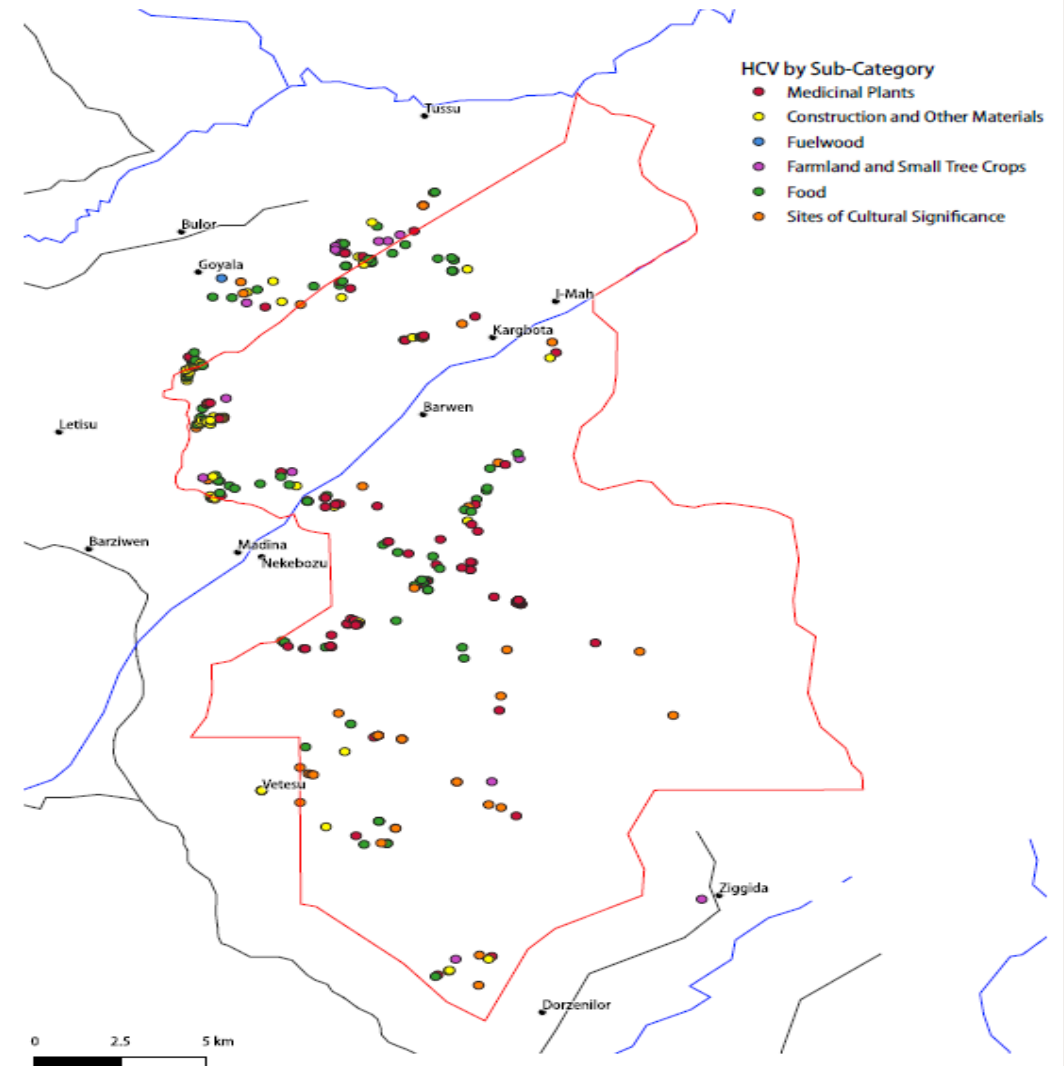 HCV by Sub-Category
Medicinal Plants
Construction and Other Materials
Fuelwood
Farmland and Small Tree Crops
Food
Sites of Cultural Significance
Tussu
Bulor
Goyala
J-Mah
Kargbota
Barwen
Letisu
Barziwen
Madina
Nekebozu
Vetesu
Ziggida
Dorzenilor
0 2.5 5 km